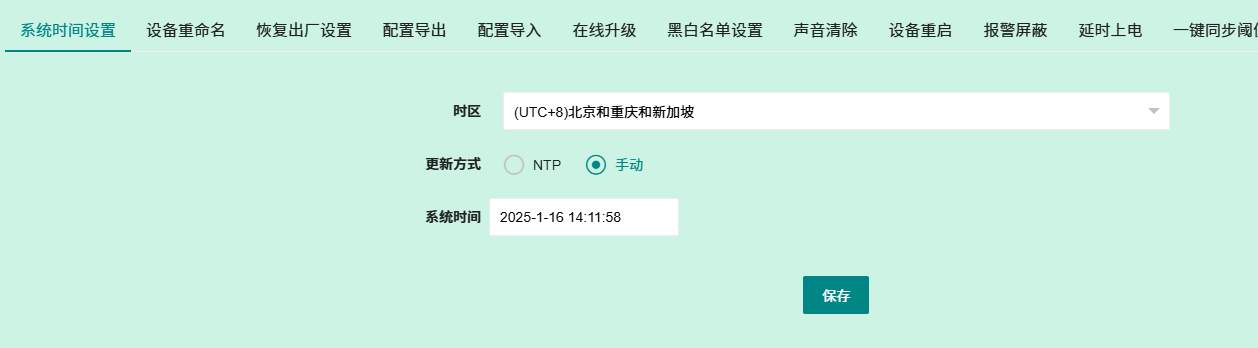 系统时间设置 设备重命名 恢复出厂设置 配置导出 配置导入 在线升级 黑白名单设置 声音清除 设备重启 报警屏蔽 延时上电 一键同步阈
时区 (UTC+8)北京和重庆和新加坡
更新方式 NTP 手动
系统时间 2025-1-16 14:11:58
保存